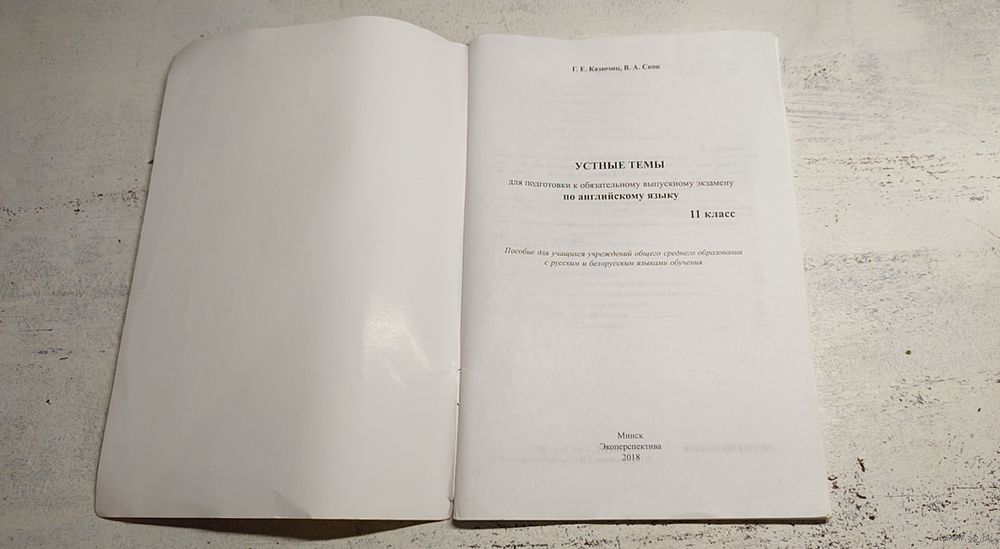 Г. Е. Казючиц, В. А. Скок
УСТНЫЕ ТЕМЫ
для подготовки к обязательному выпускному экзамену
по английскому языку
11 класс
Пособие для учащихся учреждений общего среднего образования
с русским и белорусским языками обучения
Минск
Экоперспектива
2018